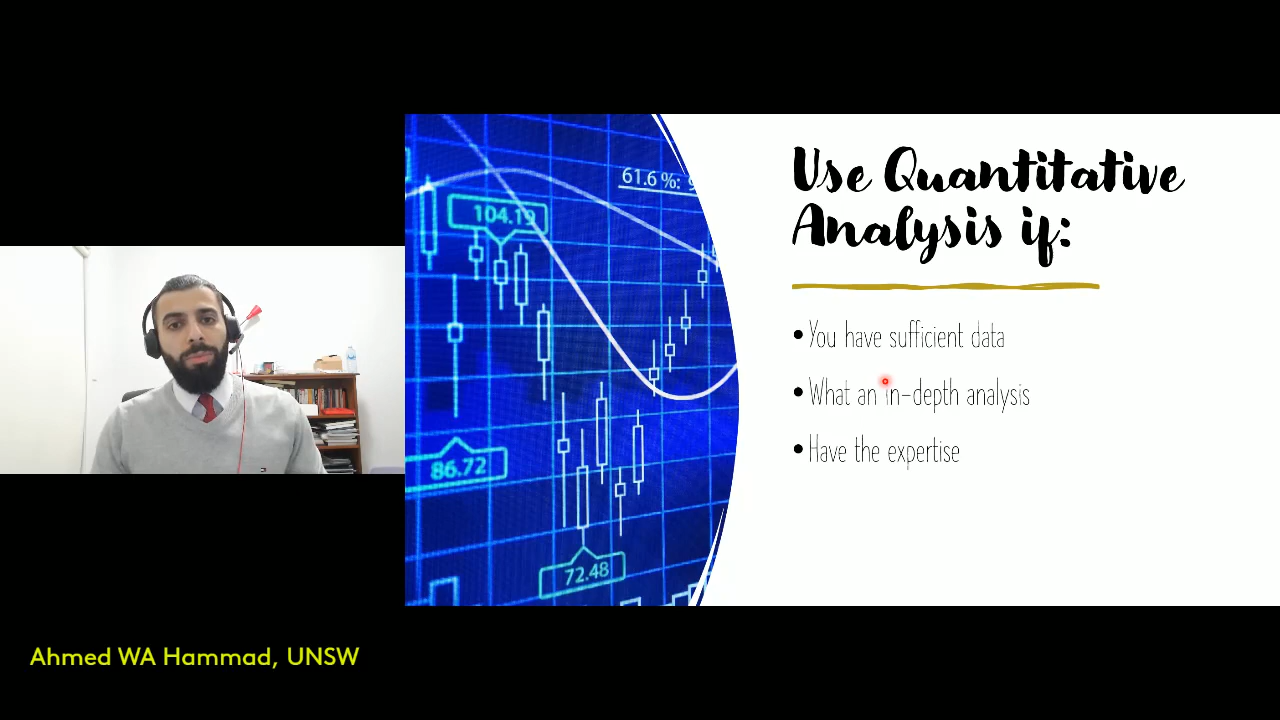 Use Quantitative
Analysis if:
•You have sufficient data
•What an in-depth analysis
•Have the expertise
61.6 %:
104.19
86.72
72.48
Ahmed WA Hammad, UNSW